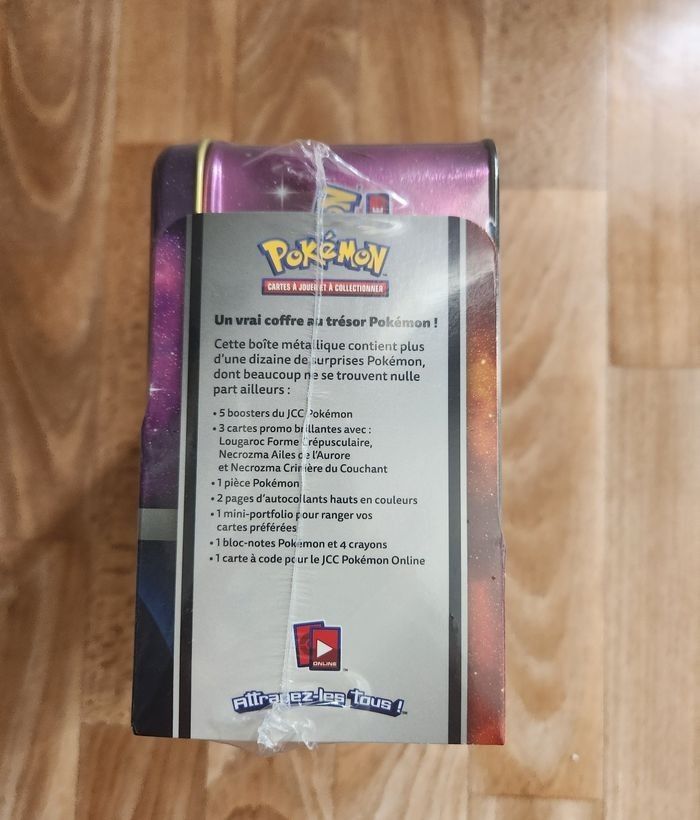 POKéMON
CARTES À JOUER ET À COLLECTIONNER
Un vrai coffre au trésor Pokémon !
Cette boîte métallique contient plus
d'une dizaine de surprises Pokémon,
dont beaucoup ne se trouvent nulle
part ailleurs :
• 5 boosters du JCC Pokémon
• 3 cartes promo brillantes avec :
Lougaroc Forme Crépusculaire,
Necrozma Ailes de l'Aurore
et Necrozma Crinière du Couchant
• 1 pièce Pokémon
• 2 pages d'autocollants hauts en couleurs
• 1 mini-portfolio pour ranger vos
cartes préférées
• 1 bloc-notes Pokémon et 4 crayons
• 1 carte à code pour le JCC Pokémon Online
ONLINE
Attrapez-les Tous !